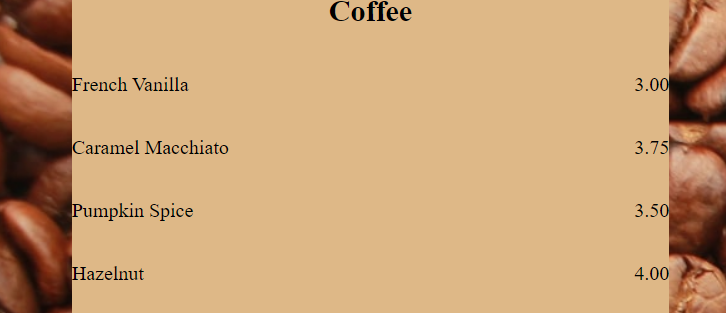 Coffee
French Vanilla 3.00
Caramel Macchiato 3.75
Pumpkin Spice 3.50
Hazelnut 4.00